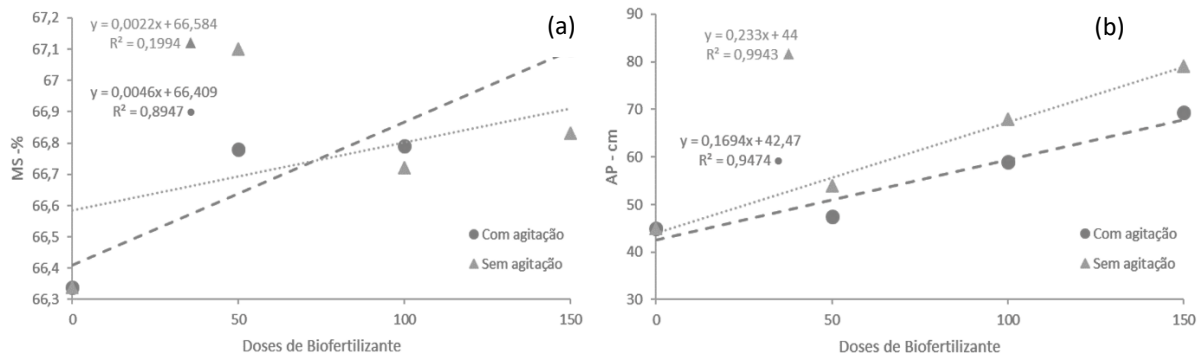 (a)
67,2
67,1
67
66,9
66,8
66,7
66,6
66,5
66,4
66,3
MS -%
y = 0,0022x + 66,584
R² = 0,1994
y = 0,0046x + 66,409
R² = 0,8947
Com agitação
Sem agitação
0 50 100 150
Doses de Biofertilizante
(b)
90
80
70
60
50
40
30
AP - cm
y = 0,233x + 44
R² = 0,9943
y = 0,1694x + 42,47
R² = 0,9474
Com agitação
Sem agitação
0 50 100 150
Doses de Biofertilizante